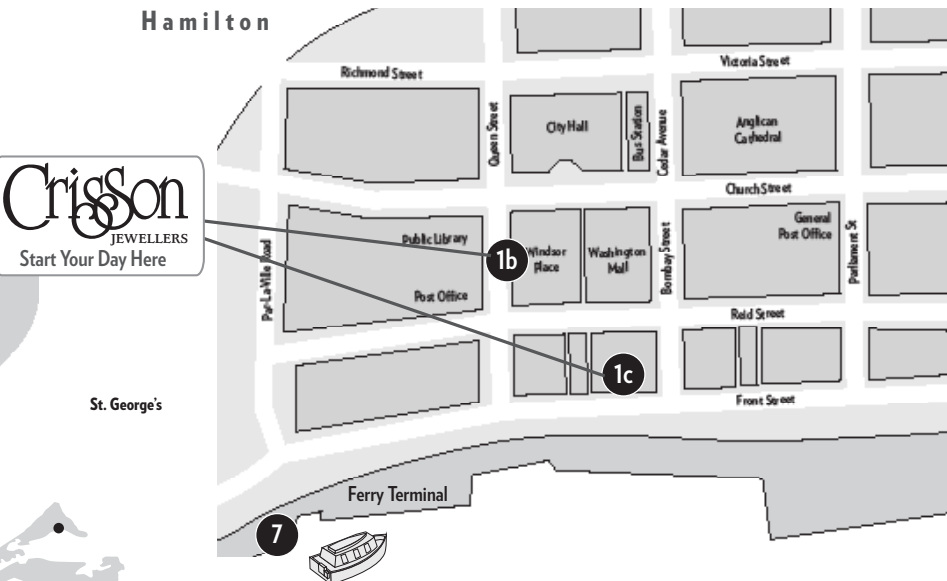 Hamilton
Victoria Street
Richmond Street
Queen Street
City Hall
Bus Station
Cedar Avenue
Anglican
Cathedral
Crisson
JEWELLERS
Start Your Day Here
Church Street
Par-La-Ville Road
Public Library
Post Office
1b
Windsor
Place
Washington
Mall
Bombay Street
General
Post Office
Parliament St
Reid Street
1c
Front Street
St. George's
Ferry Terminal
7